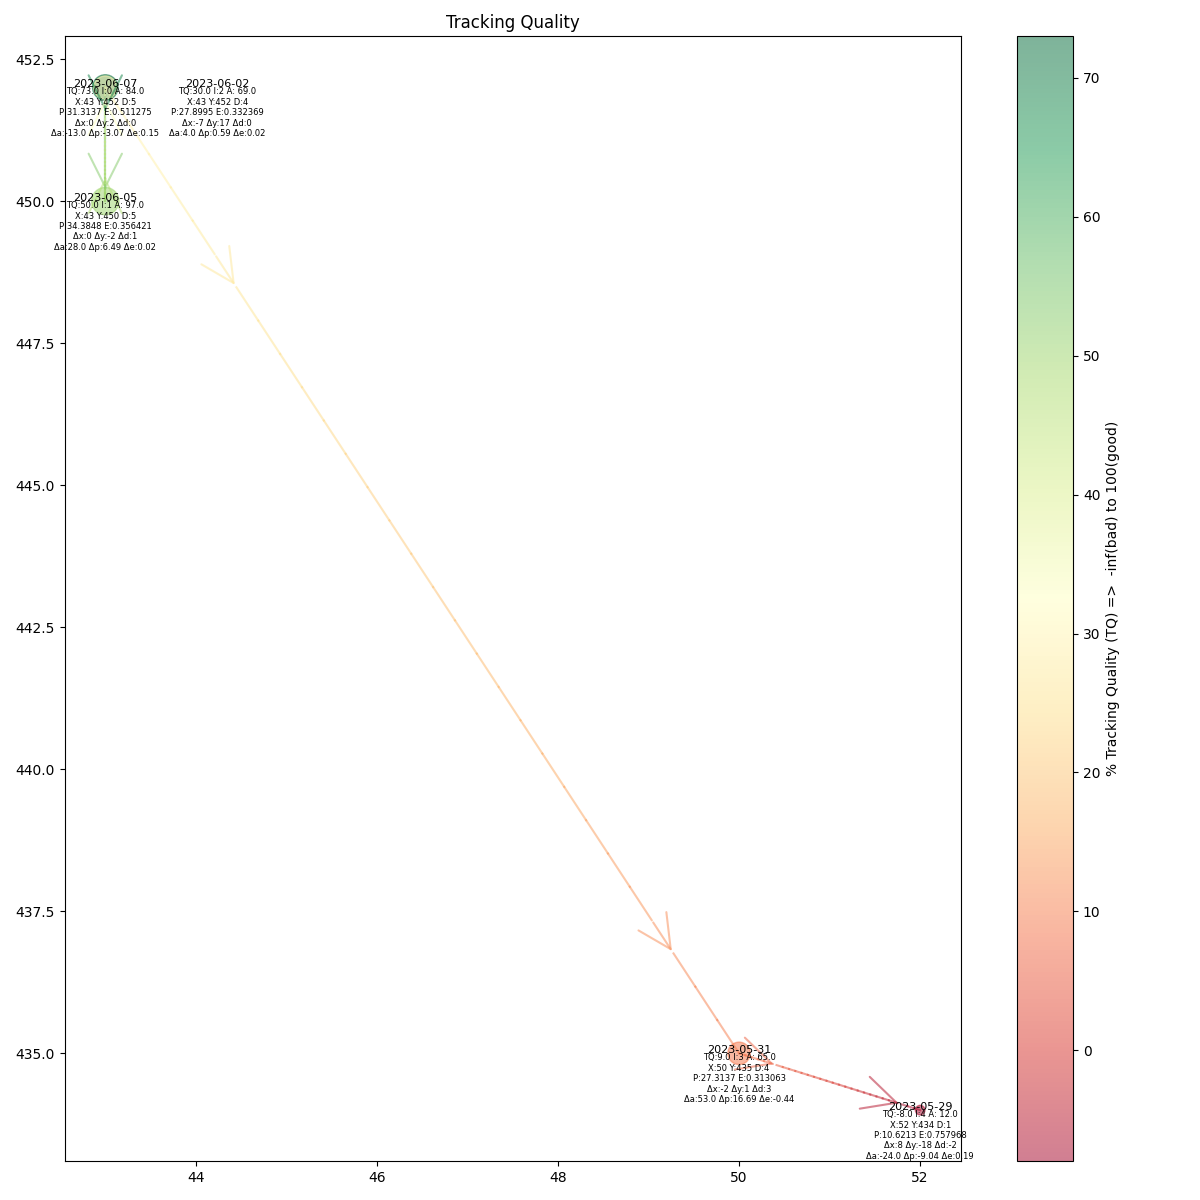 Tracking Quality
452.5
450.0
447.5
445.0
442.5
440.0
437.5
435.0
44
46
48
50
52
2023-06-07
TQ:73.0 I:0 A: 84.0
X:43 Y:452 D:5
P:31.3137 E:0.511275
Δx:0 Δy:2 Δd:0
Δa:-13.0 Δp:-3.07 Δe:0.15
2023-06-02
TQ:30.0 I:2 A: 69.0
X:43 Y:452 D:4
P:27.8995 E:0.332369
Δx:-7 Δy:17 Δd:0
Δa:4.0 Δp:0.59 Δe:0.02
2023-06-05
TQ:50.0 I:1 A: 97.0
X:43 Y:450 D:5
P:34.3848 E:0.356421
Δx:0 Δy:-2 Δd:1
Δa:28.0 Δp:6.49 Δe:0.02
2023-05-31
TQ:9.0 I:3 A: 65.0
X:50 Y:435 D:4
P:27.3137 E:0.313063
Δx:-2 Δy:1 Δd:3
Δa:53.0 Δp:16.69 Δe:-0.44
2023-05-29
TQ:-8.0 I:4 A: 12.0
X:52 Y:434 D:1
P:10.6213 E:0.757968
Δx:8 Δy:-18 Δd:-2
Δa:-24.0 Δp:-9.04 Δe:0.19
70
60
50
40
30
20
10
0
% Tracking Quality (TQ) => -inf(bad) to 100(good)